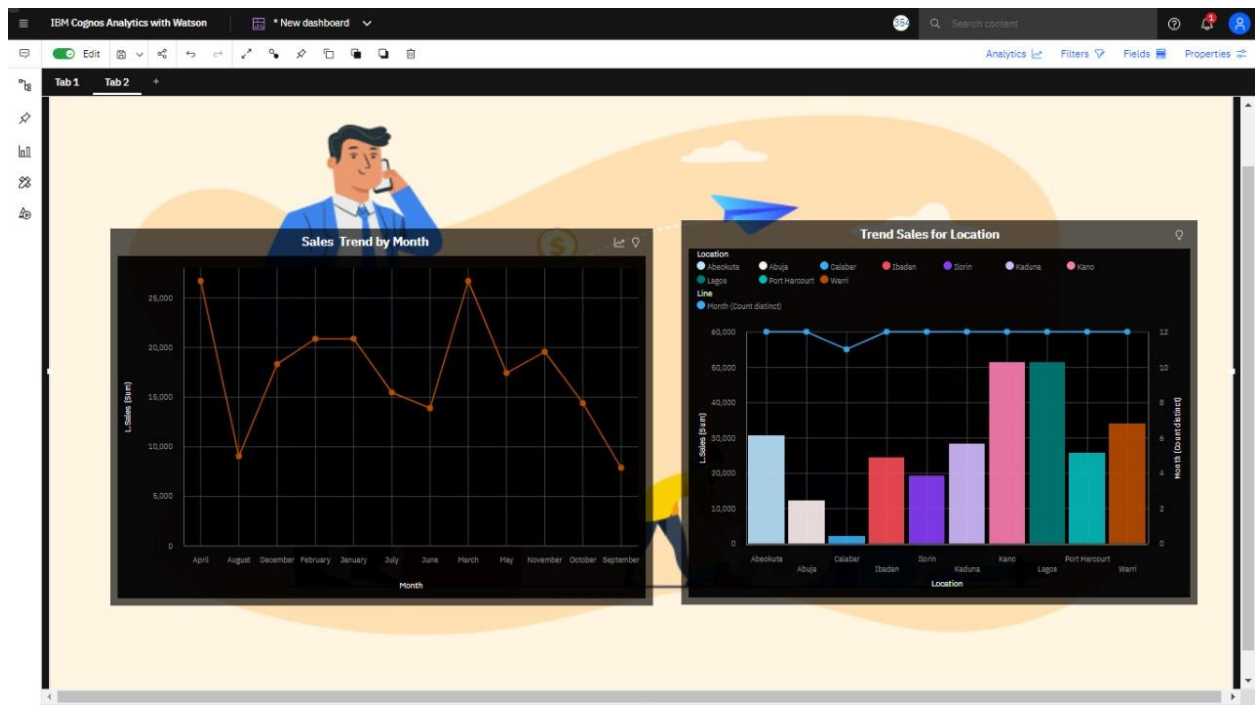 IBM Cognos Analytics with Watson
* New dashboard
354
Search content
1
Edit
Analytics
Filters
Fields
Properties
Tab 1
Tab 2
+
Sales Trend by Month
L.Sales (Sum)
25,000
20,000
15,000
10,000
5,000
0
April August December February January July June March May November October September
Month
$
Trend Sales for Location
Location
Abeokuta Abuja Calabar Ibadan Ilorin Kaduna Kano
Lagos Port Harcourt Warri
Line
Month (Count distinct)
L.Sales (Sum)
60,000
50,000
40,000
30,000
20,000
10,000
0
12
10
8
6
4
2
0
Month (Count distinct)
Abeokuta Calabar Ilorin Kano Port Harcourt
Abuja Ibadan Kaduna Lagos Warri
Location